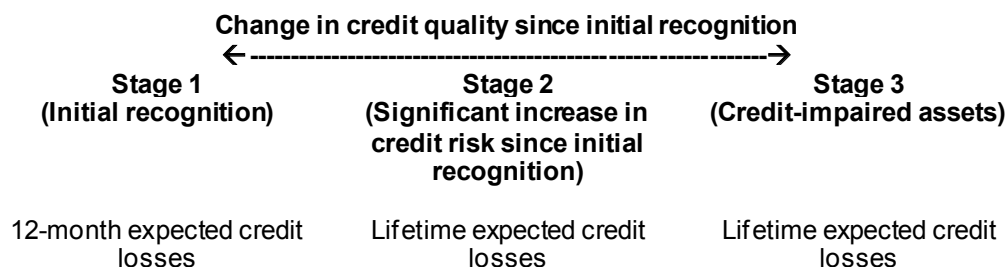 Change in credit quality since initial recognition
←----------------------------------------------------------------→
Stage 1
(Initial recognition)
Stage 2
(Significant increase in
credit risk since initial
recognition)
Stage 3
(Credit-impaired assets)
12-month expected credit
losses
Lifetime expected credit
losses
Lifetime expected credit
losses